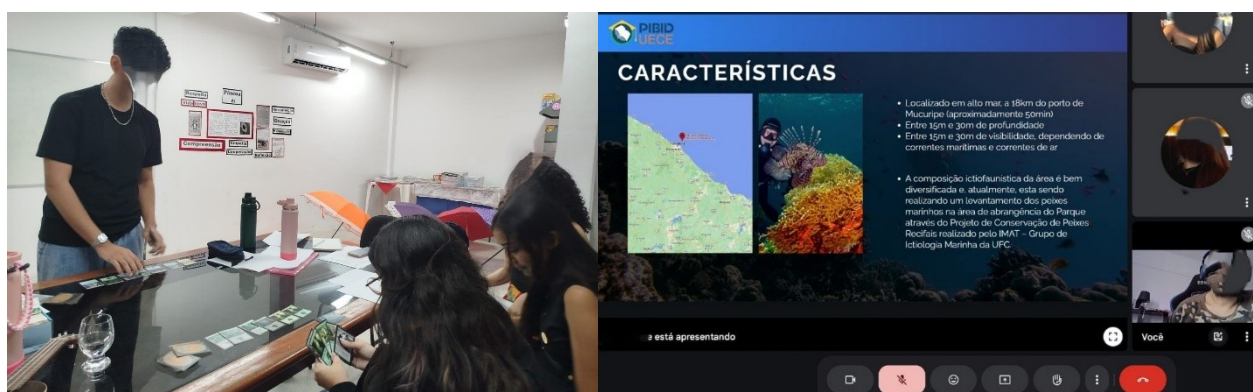 Respeito
Compreensão
PIBID
UECE
CARACTERÍSTICAS
• Localizado em alto mar, a 18km do porto de
Mucuripe (aproximadamente 50min)
• Entre 15m e 30m de profundidade
• Entre 15m e 30m de visibilidade, dependendo de
correntes marítimas e correntes de ar
• A composição ictiofaunística da área é bem
diversificada e, atualmente, esta sendo
realizando um levantamento dos peixes
marinhos na área de abrangência do Parque
através do Projeto de Conservação de Peixes
Recifais realizado pelo IMAT – Grupo de
Ictiologia Marinha da UFC.
e está apresentando
Você